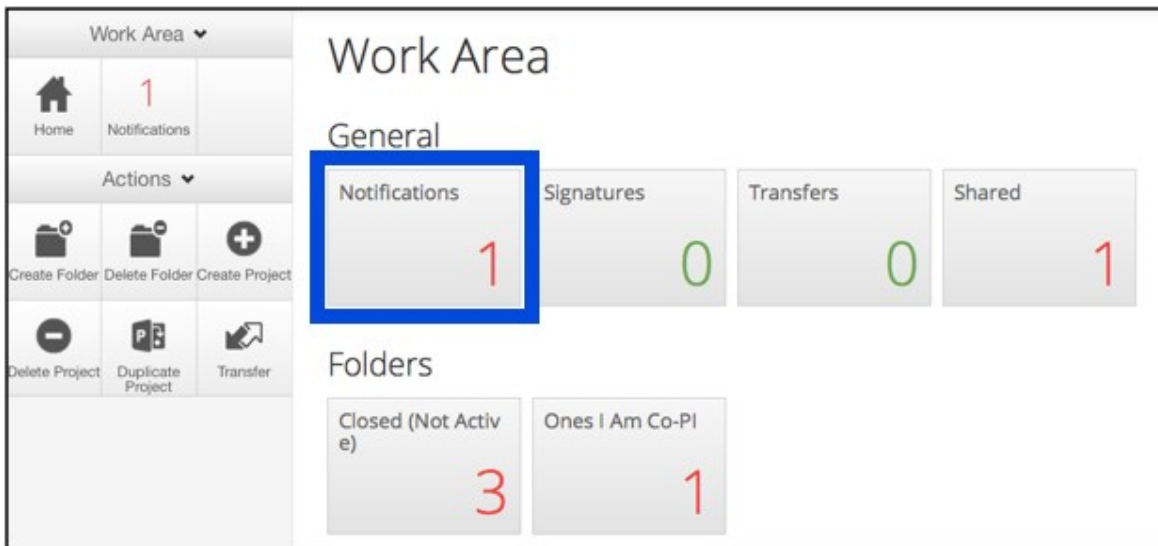 Work Area
Home
1
Notifications
Actions
Create Folder
Delete Folder
Create Project
Delete Project
Duplicate
Project
Transfer
Work Area
General
Notifications
1
Signatures
0
Transfers
0
Shared
1
Folders
Closed (Not Activ
e)
3
Ones I Am Co-PI
1